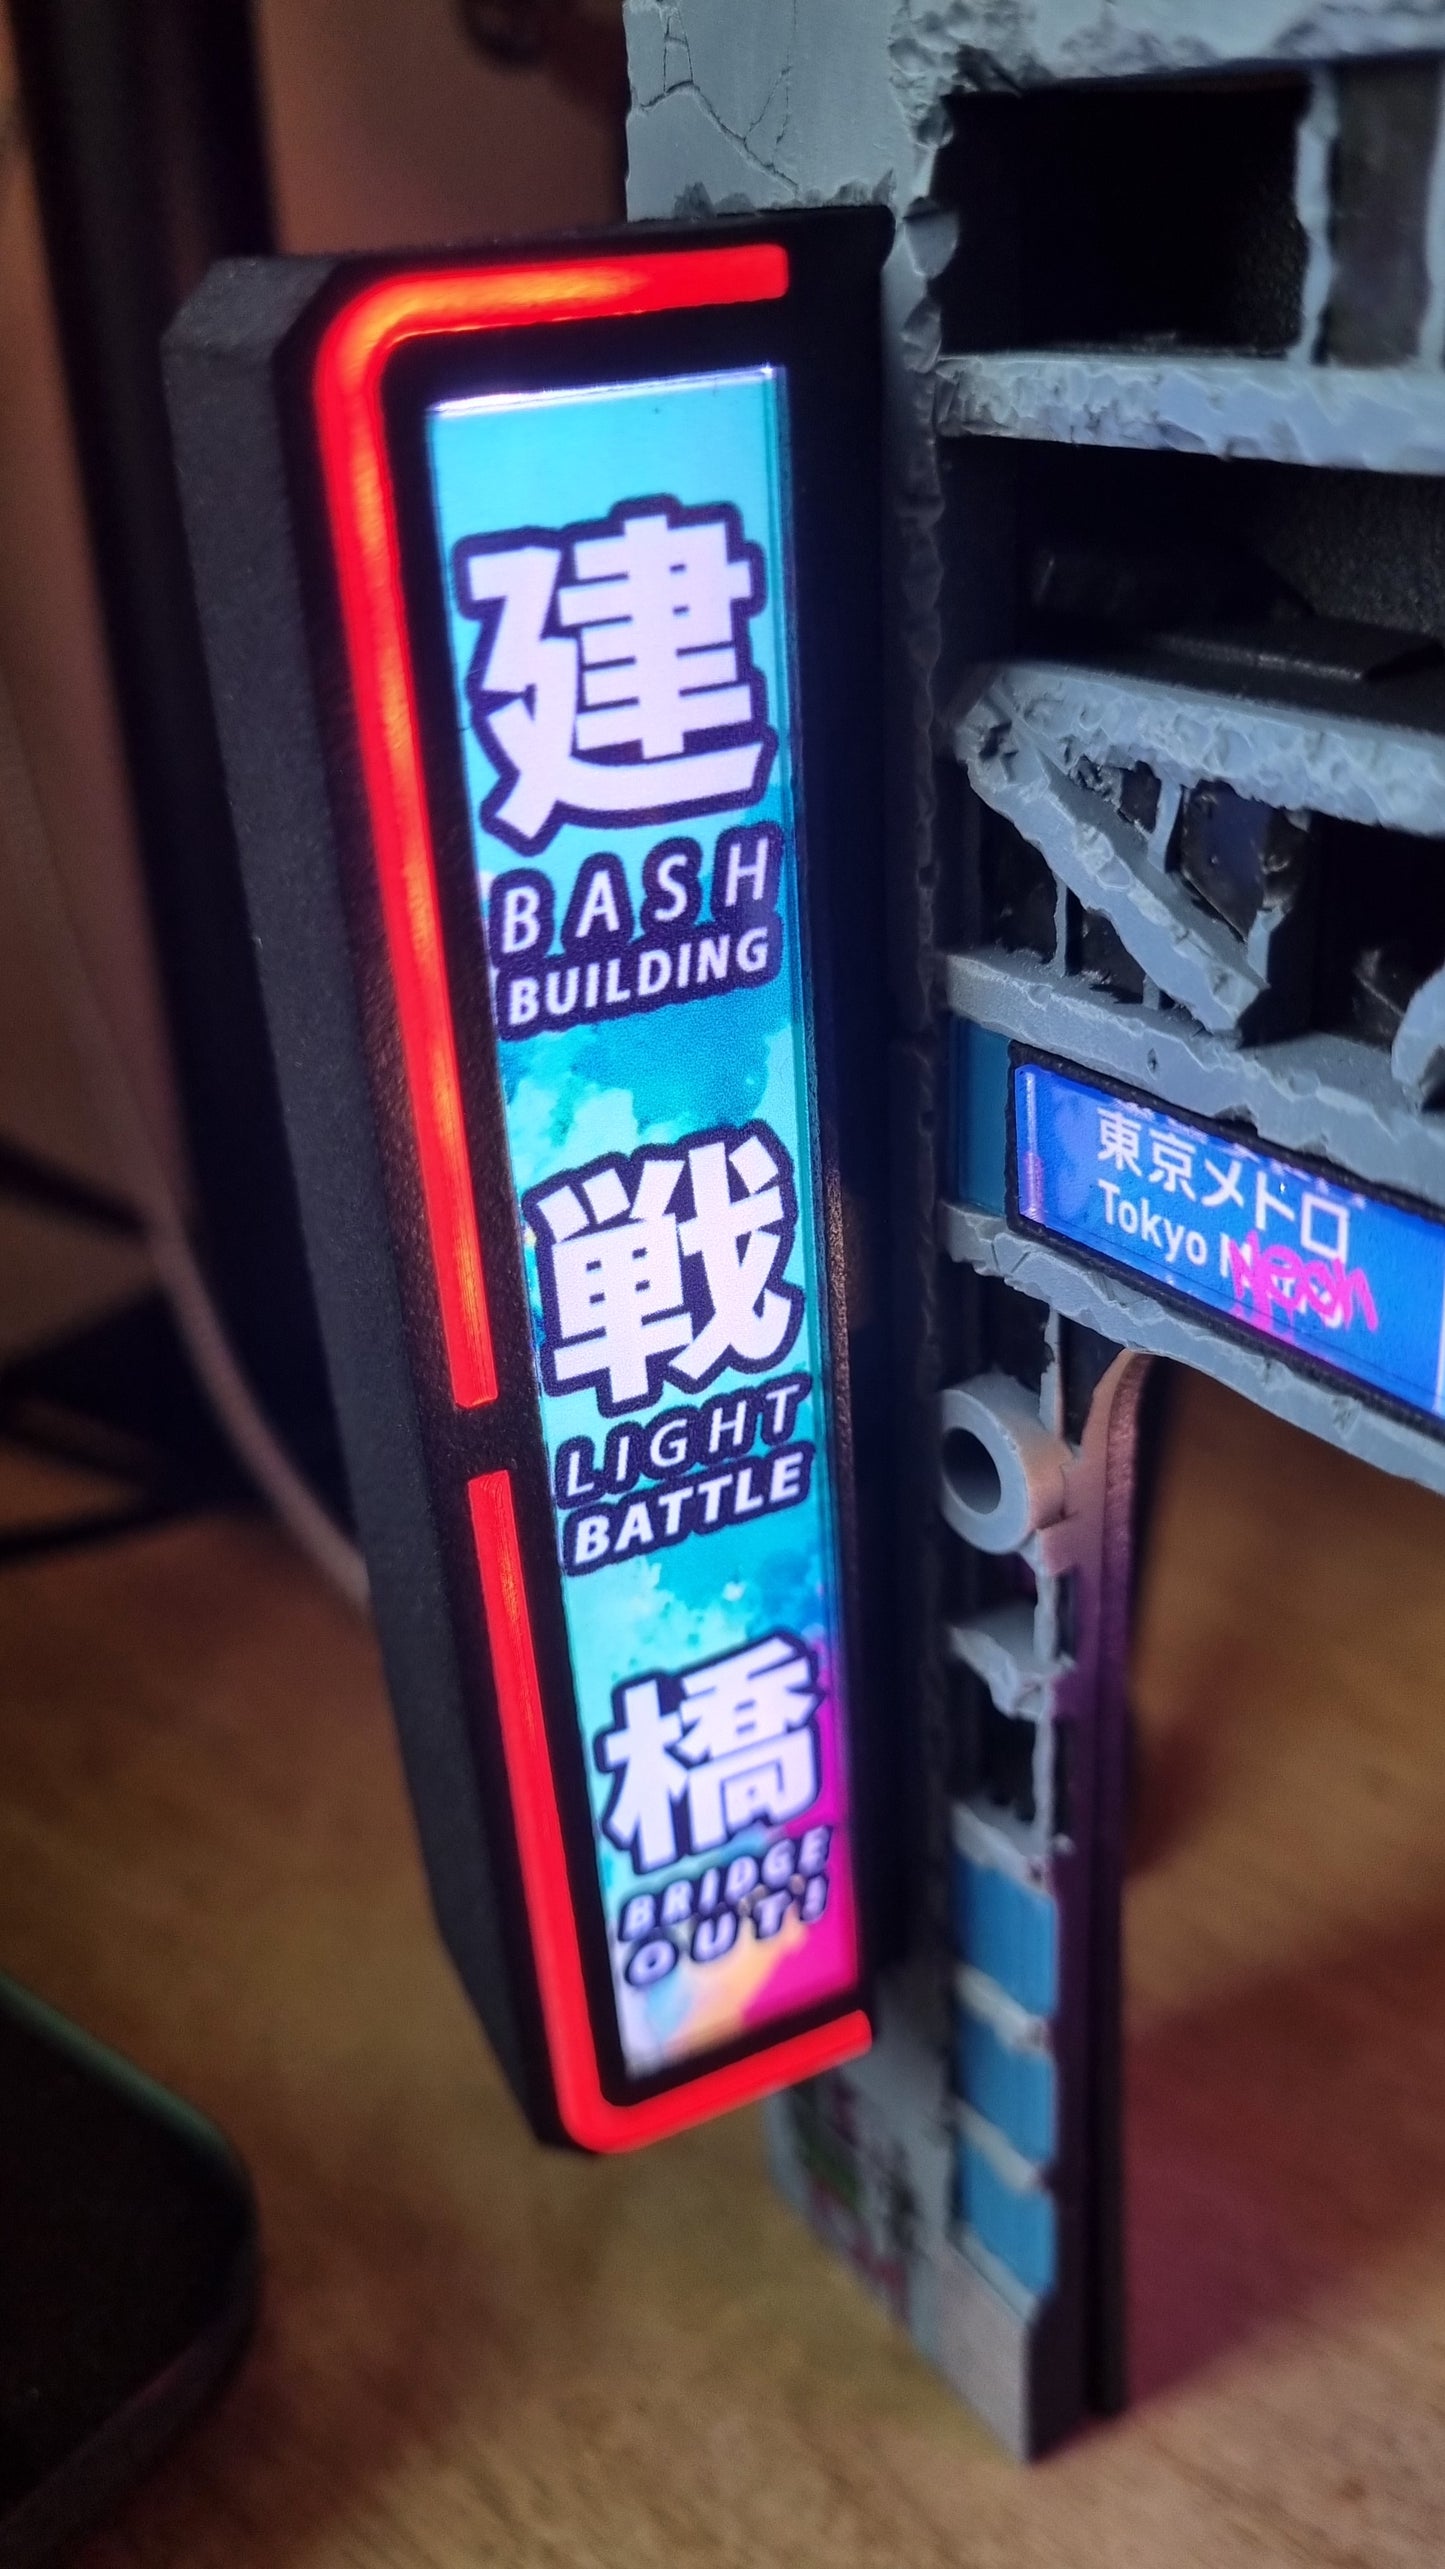 建
BASH
BUILDING
戦
LIGHT
BATTLE
橋
BRIDGE
OUT!
東京メトロ
Tokyo
Neon